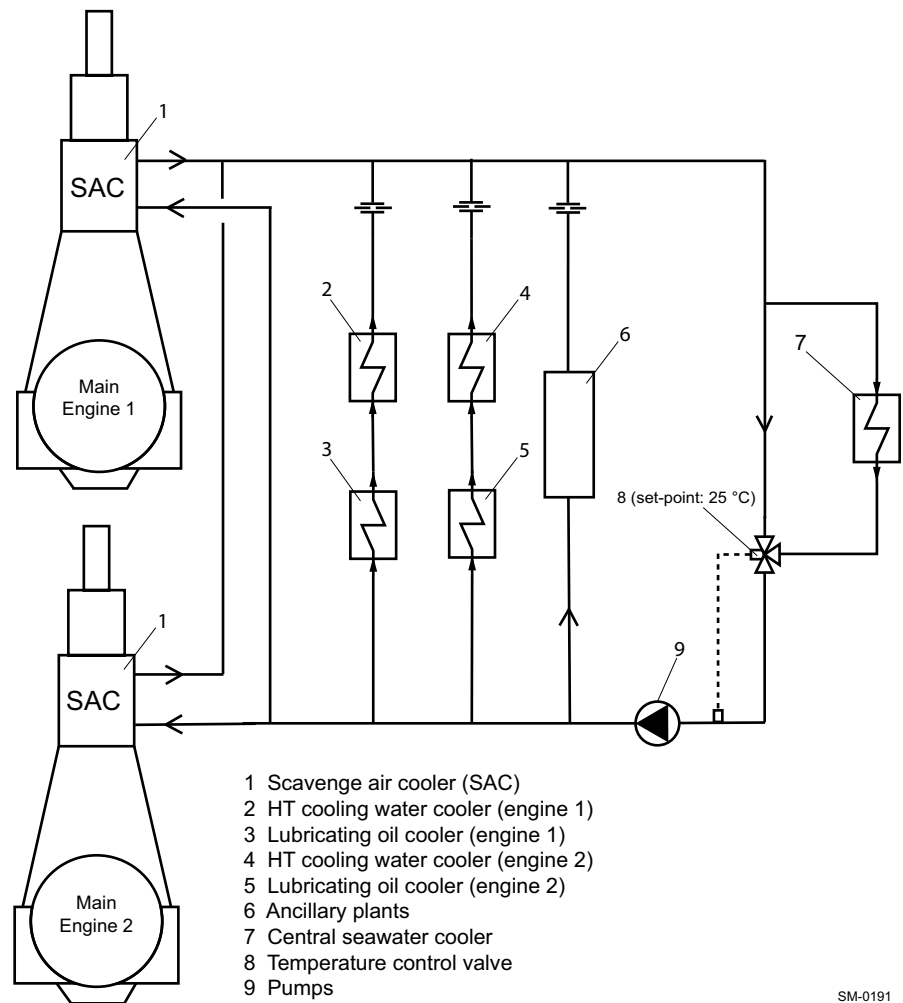 1
SAC
2
4
6
7
Main
Engine 1
3
5
8 (set-point: 25 °C)
1
9
SAC
1 Scavenge air cooler (SAC)
2 HT cooling water cooler (engine 1)
3 Lubricating oil cooler (engine 1)
4 HT cooling water cooler (engine 2)
5 Lubricating oil cooler (engine 2)
6 Ancillary plants
7 Central seawater cooler
8 Temperature control valve
9 Pumps
Main
Engine 2
SM-0191